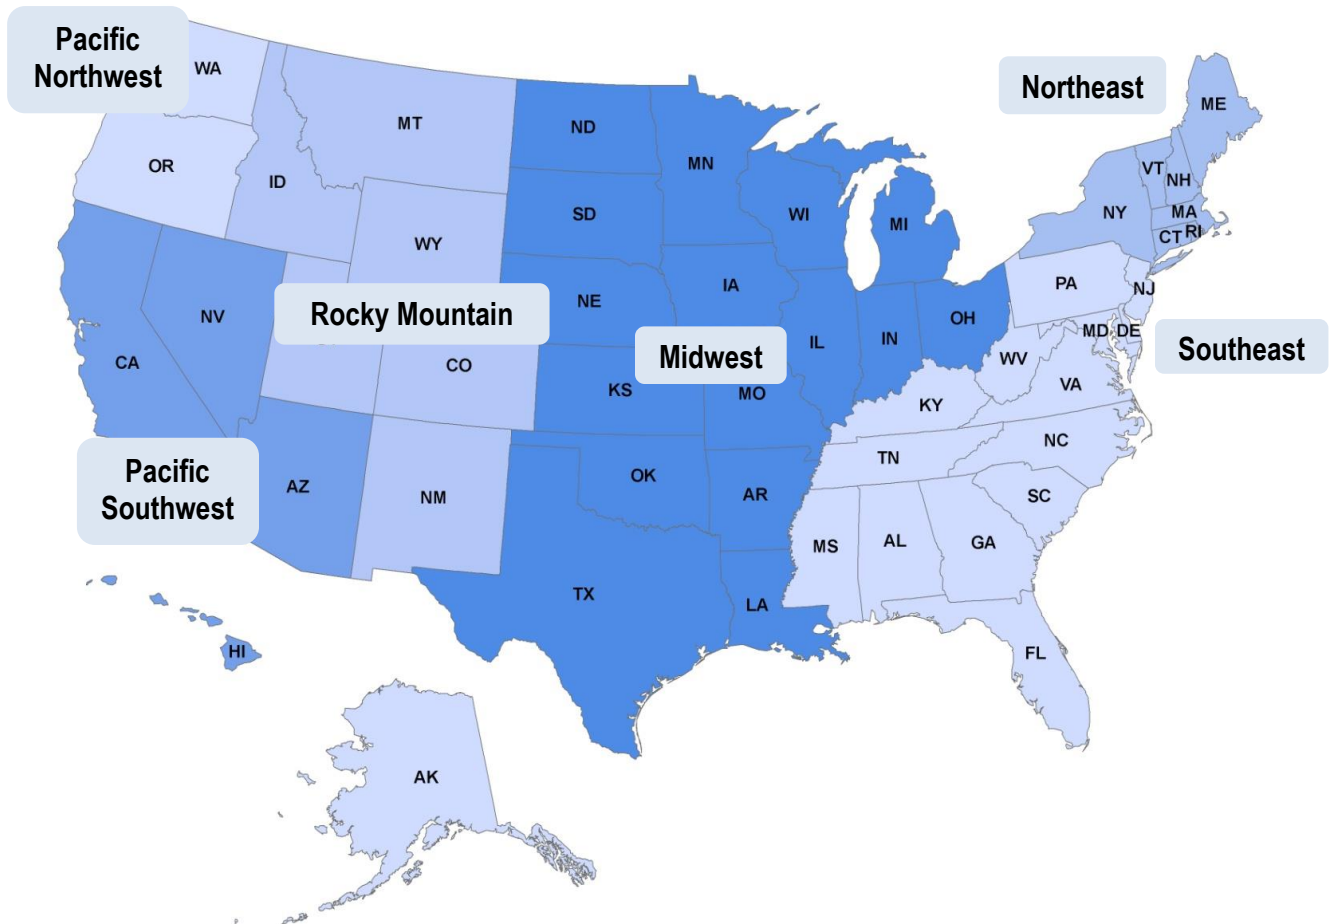 Pacific
Northwest
WA
Northeast
ME
MT
ND
OR
ID
MN
VT
NH
SD
WI
MI
NY
MA
CT
RI
WY
NE
IA
PA
NJ
NV
Rocky Mountain
OH
MD
DE
CA
CO
Midwest
IL
IN
WV
Southeast
KS
MO
KY
VA
Pacific
Southwest
AZ
NM
OK
TN
NC
AR
SC
MS
AL
GA
TX
LA
HI
FL
AK